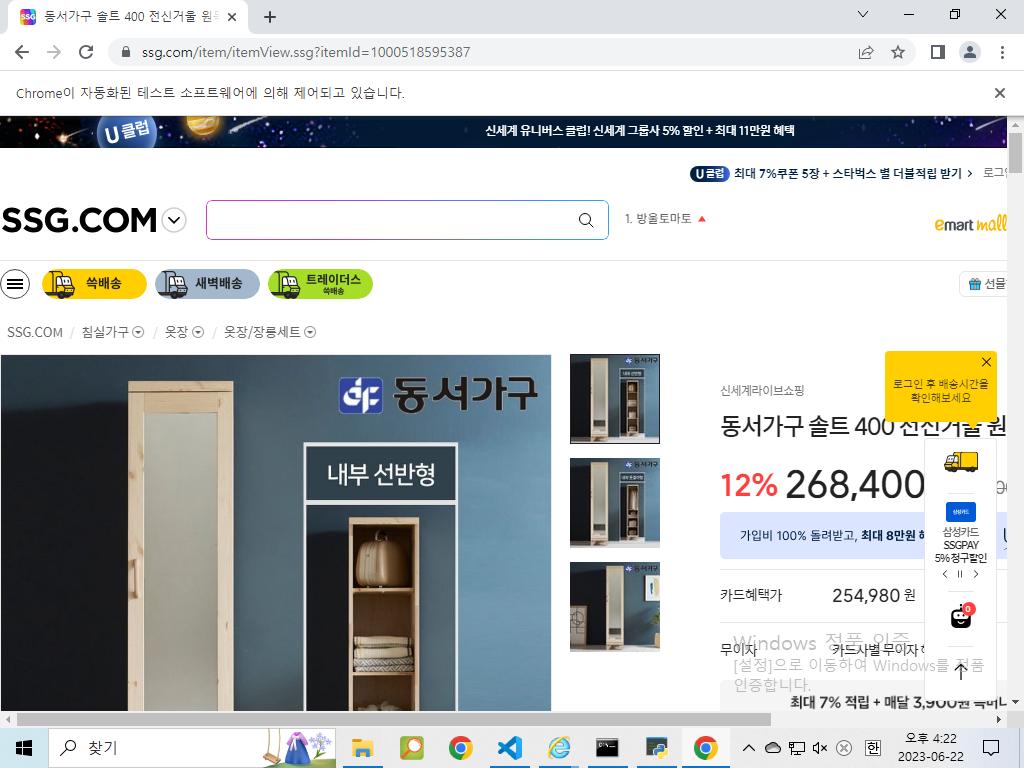 동서가구 솔트 400 전신거울 원
ssg.com/item/itemView.ssg?itemId=1000518595387
Chrome이 자동화된 테스트 소프트웨어에 의해 제어되고 있습니다.
U클럽
신세계 유니버스 클럽! 신세계 그룹사 5% 할인 + 최대 11만원 혜택
U클럽 최대 7%쿠폰 5장 + 스타벅스 별 더블적립 받기 > 로그인
SSG.COM
1. 방울토마토
emart mall
쓱배송
새벽배송
트레이더스
쓱배송
선물
SSG.COM / 침실가구 / 옷장 / 옷장/장롱세트
동서가구
내부 선반형
신세계라이브쇼핑
동서가구 솔트 400 전신거울 원
로그인 후 배송시간을
확인해보세요
12% 268,400
가입비 100% 돌려받고, 최대 8만원
삼성카드
삼성카드
SSGPAY
5% 청구할인
카드혜택가 254,980 원
0
무이자 카드사별 무이자
Windows 정품 인증
[설정]으로 이동하여 Windows를 정품
인증합니다.
최대 7% 적립 + 매달 3,900원
찾기
오후 4:22
2023-06-22
한